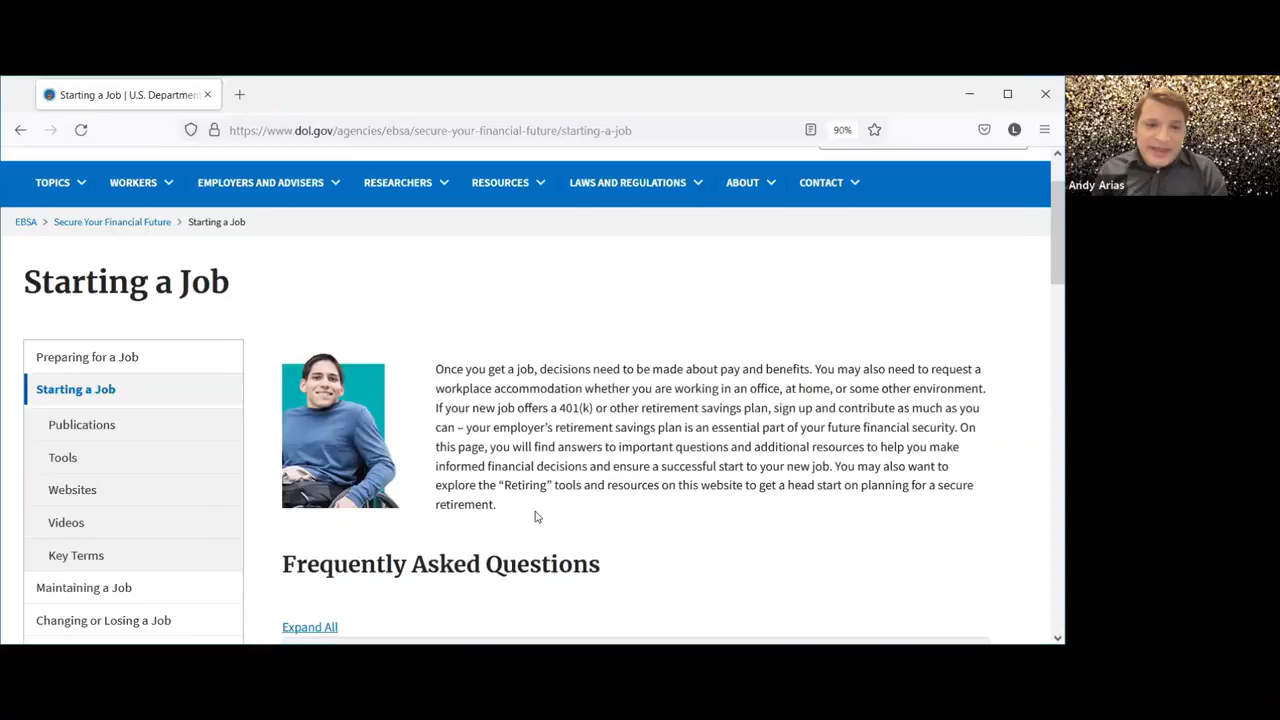 Starting a Job | U.S. Department
https://www.dol.gov/agencies/ebsa/secure-your-financial-future/starting-a-job
90%
L
Andy Arias
TOPICS WORKERS EMPLOYERS AND ADVISERS RESEARCHERS RESOURCES LAWS AND REGULATIONS ABOUT CONTACT
EBSA > Secure Your Financial Future > Starting a Job
Starting a Job
Preparing for a Job
Starting a Job
Publications
Tools
Websites
Videos
Key Terms
Maintaining a Job
Changing or Losing a Job
Once you get a job, decisions need to be made about pay and benefits. You may also need to request a
workplace accommodation whether you are working in an office, at home, or some other environment.
If your new job offers a 401(k) or other retirement savings plan, sign up and contribute as much as you
can – your employer's retirement savings plan is an essential part of your future financial security. On
this page, you will find answers to important questions and additional resources to help you make
informed financial decisions and ensure a successful start to your new job. You may also want to
explore the “Retiring” tools and resources on this website to get a head start on planning for a secure
retirement.
Frequently Asked Questions
Expand All